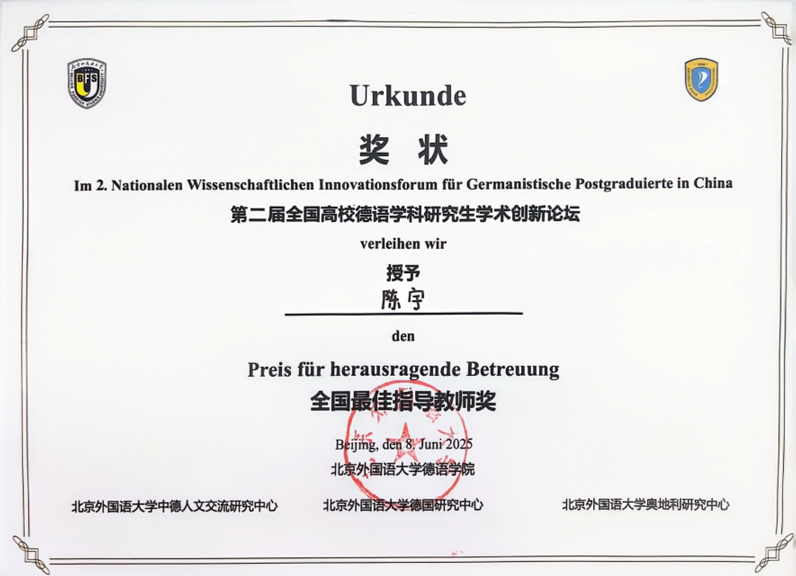 BFS
Urkunde
奖 状
Im 2. Nationalen Wissenschaftlichen Innovationsforum für Germanistische Postgraduierte in China
第二届全国高校德语学科研究生学术创新论坛
verleihen wir
授予
陈宇
den
Preis für herausragende Betreuung
全国最佳指导教师奖
Beijing, den 8. Juni 2025
北京外国语大学德语学院
北京外国语大学中德人文交流研究中心 北京外国语大学德国研究中心 北京外国语大学奥地利研究中心